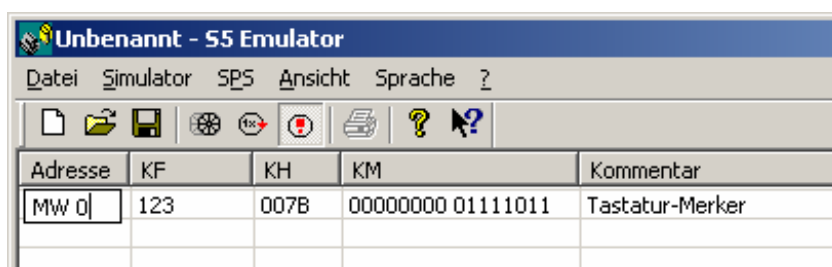 Unbenannt - S5 Emulator
Datei Simulator SPS Ansicht Sprache ?
Adresse KF KH KM Kommentar
MW 0 123 007B 00000000 01111011 Tastatur-Merker